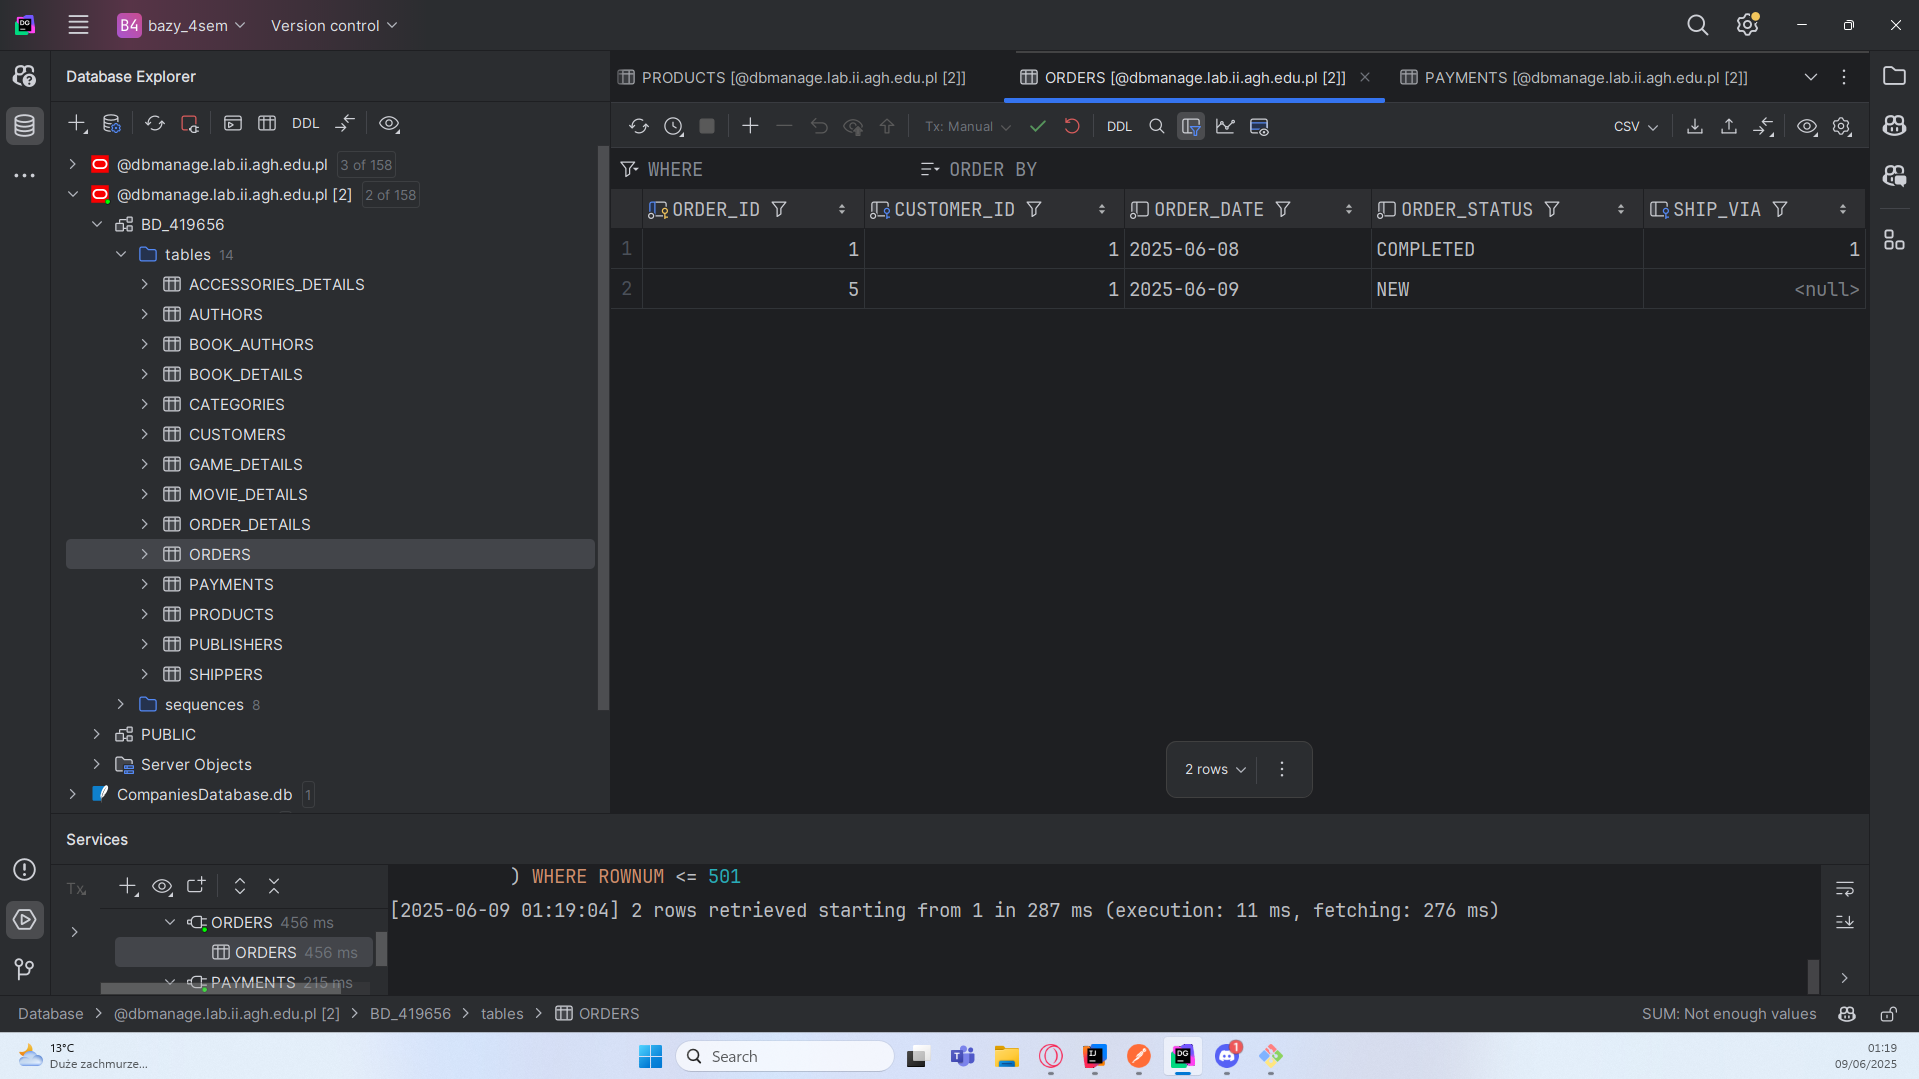 B4 bazy_4sem Version control
Database Explorer
DDL
@dbmanage.lab.ii.agh.edu.pl 3 of 158
@dbmanage.lab.ii.agh.edu.pl [2] 2 of 158
BD_419656
tables 14
ACCESSORIES_DETAILS
AUTHORS
BOOK_AUTHORS
BOOK_DETAILS
CATEGORIES
CUSTOMERS
GAME_DETAILS
MOVIE_DETAILS
ORDER_DETAILS
ORDERS
PAYMENTS
PRODUCTS
PUBLISHERS
SHIPPERS
sequences 8
PUBLIC
Server Objects
CompaniesDatabase.db 1
PRODUCTS [@dbmanage.lab.ii.agh.edu.pl [2]] ORDERS [@dbmanage.lab.ii.agh.edu.pl [2]] PAYMENTS [@dbmanage.lab.ii.agh.edu.pl [2]]
Tx: Manual DDL CSV
WHERE ORDER BY
ORDER_ID CUSTOMER_ID ORDER_DATE ORDER_STATUS SHIP_VIA
1 1 1 2025-06-08 COMPLETED 1
2 5 1 2025-06-09 NEW <null>
2 rows
Services
Tx
ORDERS 456 ms
ORDERS 456 ms
PAYMENTS 215 ms
) WHERE ROWNUM <= 501
[2025-06-09 01:19:04] 2 rows retrieved starting from 1 in 287 ms (execution: 11 ms, fetching: 276 ms)
Database > @dbmanage.lab.ii.agh.edu.pl [2] > BD_419656 > tables > ORDERS
SUM: Not enough values
13°C
Duże zachmurze...
Search
1
01:19
09/06/2025